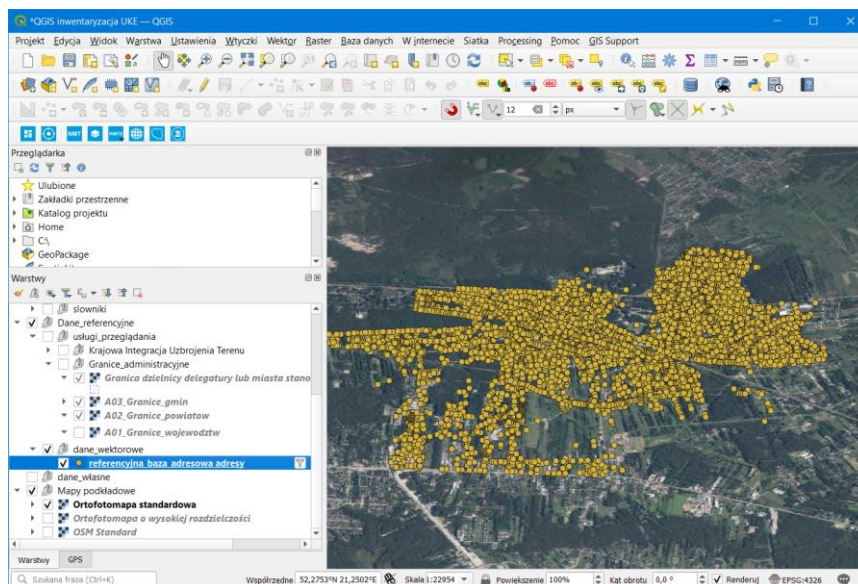 *QGIS inwentaryzacja UKE — QGIS
Projekt Edycja Widok Warstwa Ustawienia Wtyczki Wektor Raster Baza danych W internecie Siatka Processing Pomoc GIS Support
12 px
NMT
Przeglądarka
Ulubione
Zakładki przestrzenne
Katalog projektu
Home
C:\
GeoPackage
Warstwy
slowniki
Dane_referencyjne
usługi_przeglądania
Krajowa Integracja Uzbrojenia Terenu
Granice_administracyjne
Granica dzielnicy delegatury lub miasta stano
A03_Granice_gmin
A02_Granice_powiatow
A01_Granice_wojewodztw
dane_wektorowe
referencyjna_baza_adresowa adresy
dane_własne
Mapy podkładowe
Ortofotomapa standardowa
Ortofotomapa o wysokiej rozdzielczości
OSM Standard
Warstwy GPS
Szukana fraza (Ctrl+K) Współrzędne 52,2753°N 21,2502°E Skala 1:22954 Powiększenie 100% Kąt obrotu 0,0 ° Renderuj EPSG:4326